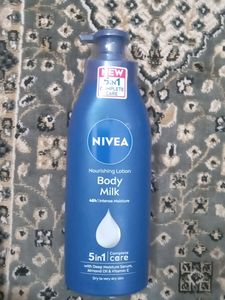 NEW
5in1
COMPLETE
CARE
NIVEA
Nourishing Lotion
Body
Milk
48h | Intense Moisture
5in1 Complete care
with Deep Moisture Serum,
Almond Oil & Vitamin E
Dry to very dry skin